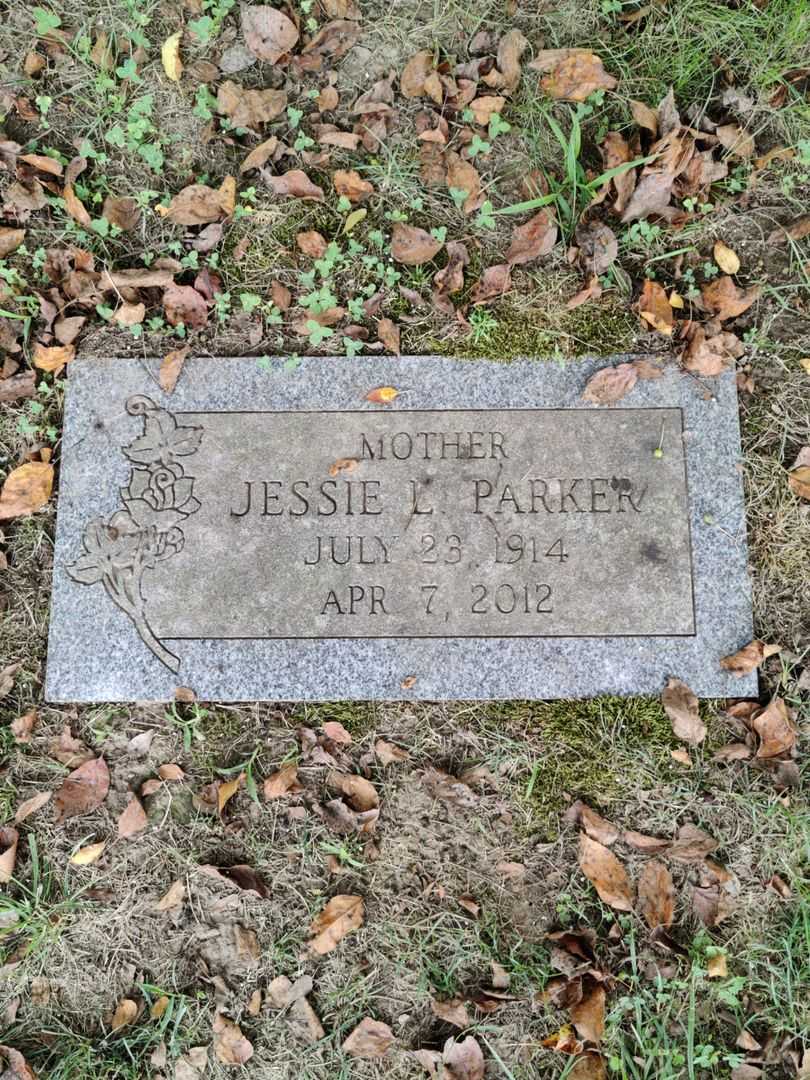 MOTHER
JESSIE L. PARKER
JULY 23, 1914
APR 7, 2012